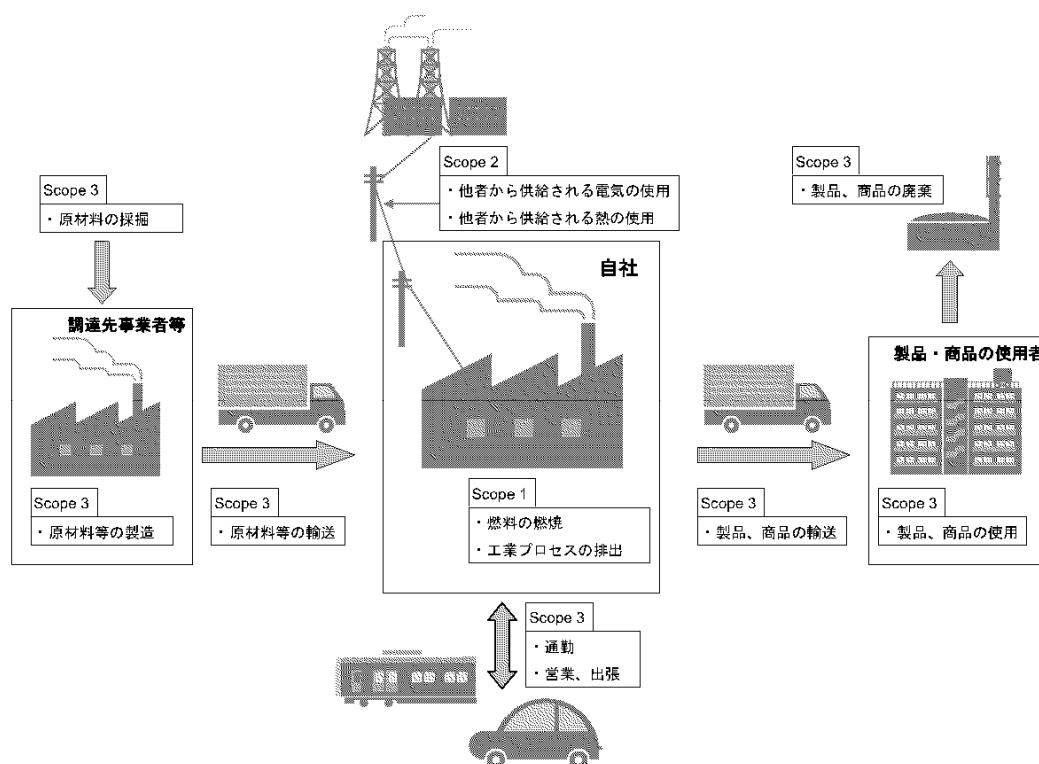 Scope 2
・他者から供給される電気の使用
・他者から供給される熱の使用
Scope 3
・製品、商品の廃棄
Scope 3
・原材料の採掘
自社
調達先事業者等
製品・商品の使用者
Scope 3
・原材料等の製造
Scope 3
・原材料等の輸送
Scope 1
・燃料の燃焼
・工業プロセスの排出
Scope 3
・製品、商品の輸送
Scope 3
・製品、商品の使用
Scope 3
・通勤
・営業、出張